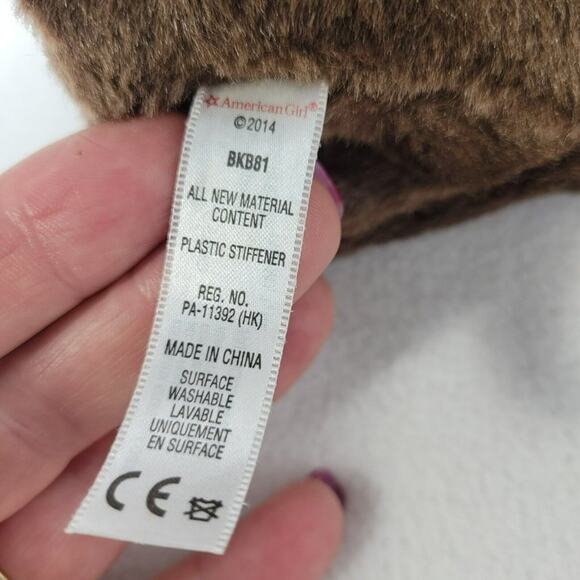 American Girl®
©2014
BKB81
ALL NEW MATERIAL
CONTENT
PLASTIC STIFFENER
REG. NO.
PA-11392 (HK)
MADE IN CHINA
SURFACE
WASHABLE
LAVABLE
UNIQUEMENT
EN SURFACE
CE